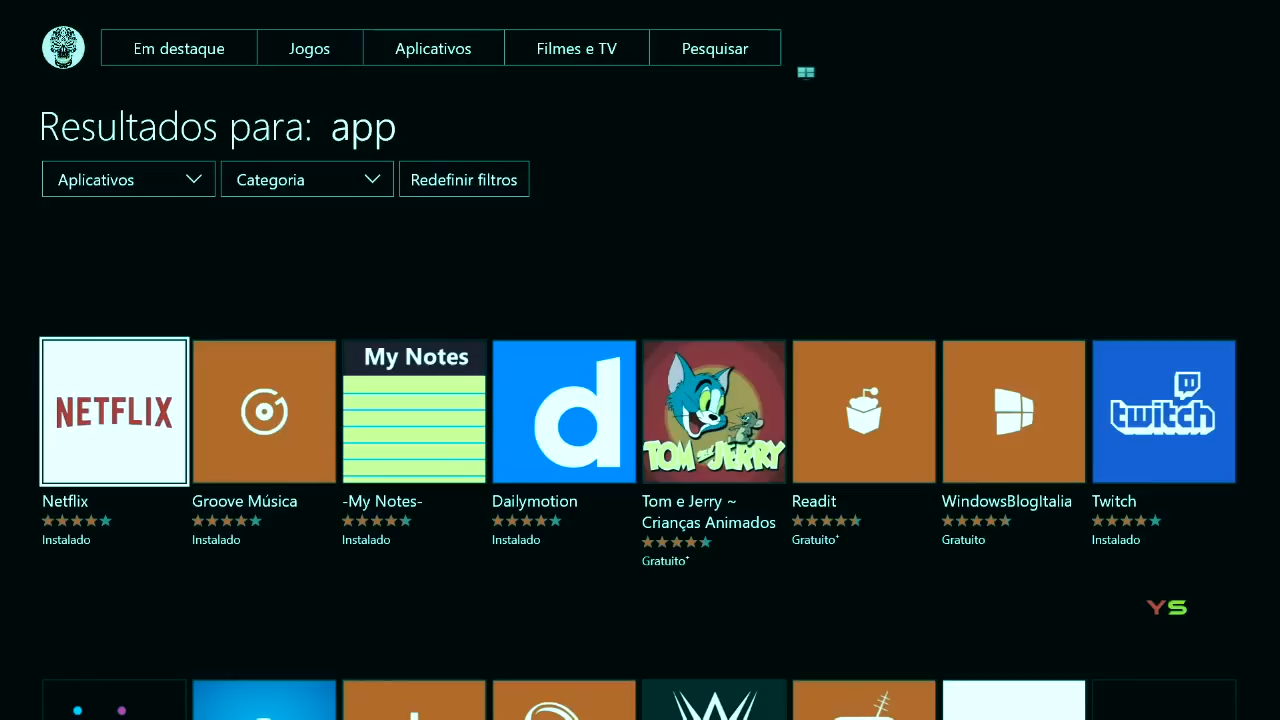 Em destaque
Jogos
Aplicativos
Filmes e TV
Pesquisar
Resultados para: app
Aplicativos
Categoria
Redefinir filtros
NETFLIX
My Notes
d
TOM AND JERRY
twitch
Netflix
Instalado
Groove Música
Instalado
-My Notes-
Instalado
Dailymotion
Instalado
Tom e Jerry ~
Crianças Animados
Gratuito⁺
Readit
Gratuito⁺
WindowsBlogItalia
Gratuito
Twitch
Instalado
YS